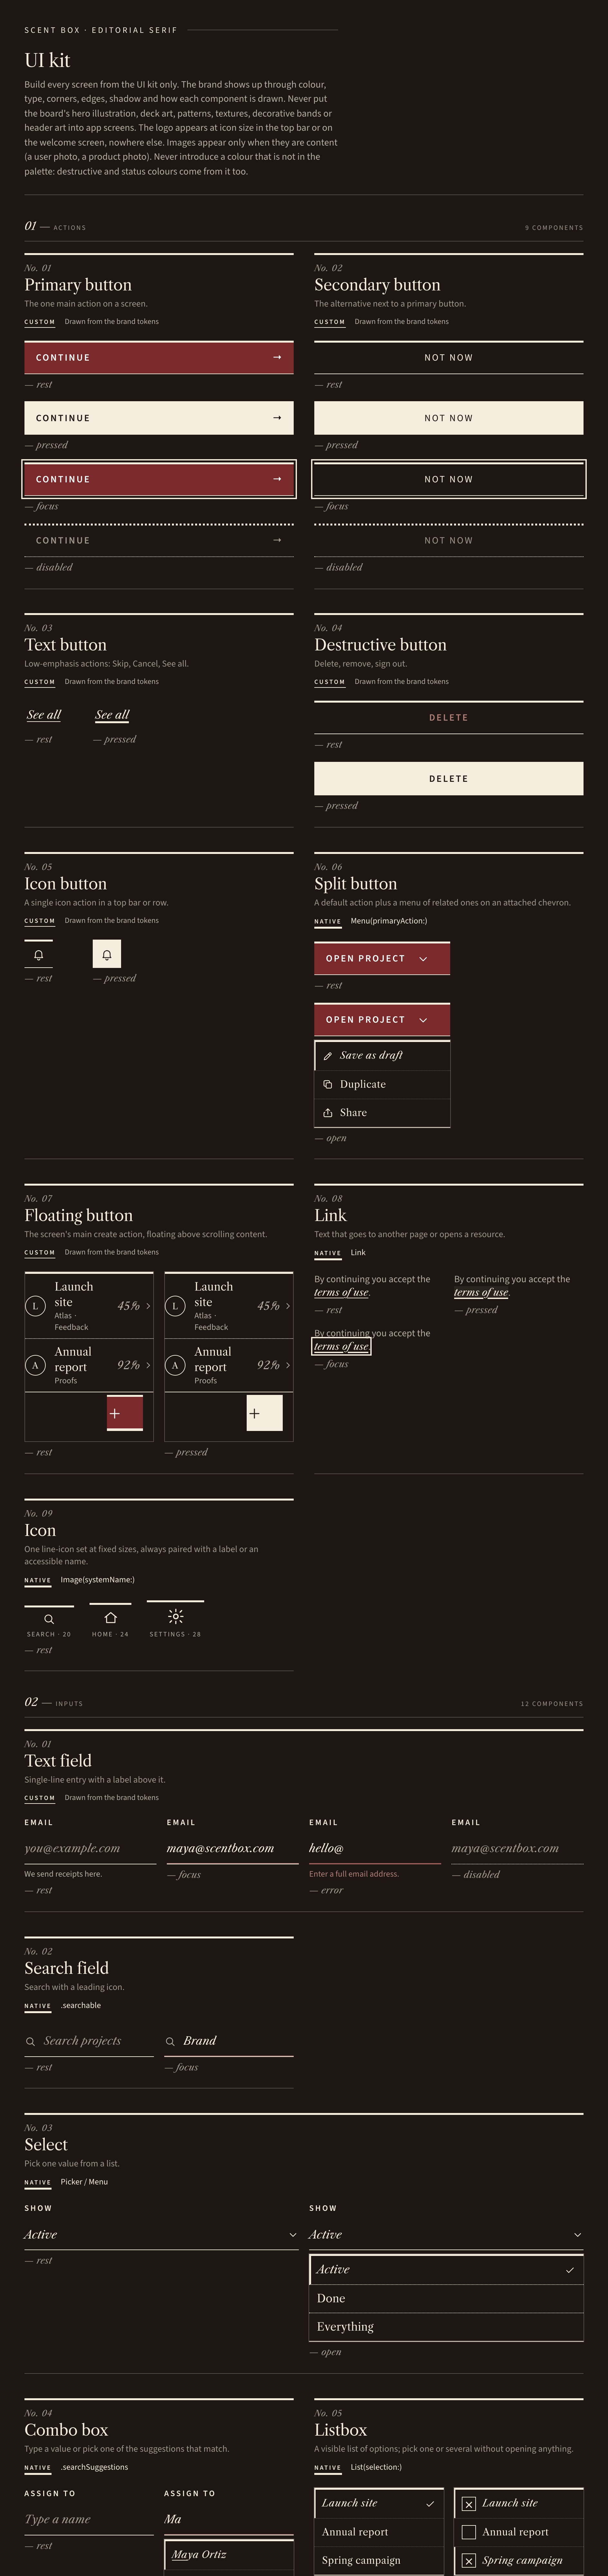 SCENT BOX · EDITORIAL SERIF
UI kit
Build every screen from the UI kit only. The brand shows up through colour,
type, corners, edges, shadow and how each component is drawn. Never put
the board's hero illustration, deck art, patterns, textures, decorative bands or
header art into app screens. The logo appears at icon size in the top bar or on
the welcome screen, nowhere else. Images appear only when they are content
(a user photo, a product photo). Never introduce a colour that is not in the
palette: destructive and status colours come from it too.
01 — ACTIONS
9 COMPONENTS
No. 01
Primary button
The one main action on a screen.
CUSTOM Drawn from the brand tokens
CONTINUE →
— rest
CONTINUE →
— pressed
CONTINUE →
— focus
CONTINUE →
— disabled
No. 02
Secondary button
The alternative next to a primary button.
CUSTOM Drawn from the brand tokens
NOT NOW
— rest
NOT NOW
— pressed
NOT NOW
— focus
NOT NOW
— disabled
No. 03
Text button
Low-emphasis actions: Skip, Cancel, See all.
CUSTOM Drawn from the brand tokens
See all See all
— rest — pressed
No. 04
Destructive button
Delete, remove, sign out.
CUSTOM Drawn from the brand tokens
DELETE
— rest
DELETE
— pressed
No. 05
Icon button
A single icon action in a top bar or row.
CUSTOM Drawn from the brand tokens
— rest — pressed
No. 06
Split button
A default action plus a menu of related ones on an attached chevron.
NATIVE Menu(primaryAction:)
OPEN PROJECT
— rest
OPEN PROJECT
Save as draft
Duplicate
Share
— open
No. 07
Floating button
The screen's main create action, floating above scrolling content.
CUSTOM Drawn from the brand tokens
L
Launch
site
Atlas ·
Feedback
45%
A
Annual
report
Proofs
92%
— rest
L
Launch
site
Atlas ·
Feedback
45%
A
Annual
report
Proofs
92%
— pressed
No. 08
Link
Text that goes to another page or opens a resource.
NATIVE Link
By continuing you accept the
terms of use.
— rest
By continuing you accept the
terms of use.
— pressed
By continuing you accept the
terms of use.
— focus
No. 09
Icon
One line-icon set at fixed sizes, always paired with a label or an
accessible name.
NATIVE Image(systemName:)
SEARCH · 20 HOME · 24 SETTINGS · 28
— rest
02 — INPUTS
12 COMPONENTS
No. 01
Text field
Single-line entry with a label above it.
CUSTOM Drawn from the brand tokens
EMAIL
you@example.com
We send receipts here.
— rest
EMAIL
maya@scentbox.com
— focus
EMAIL
hello@
Enter a full email address.
— error
EMAIL
maya@scentbox.com
— disabled
No. 02
Search field
Search with a leading icon.
NATIVE .searchable
Search projects
— rest
Brand
— focus
No. 03
Select
Pick one value from a list.
NATIVE Picker / Menu
SHOW
Active
— rest
SHOW
Active
Active
Done
Everything
— open
No. 04
Combo box
Type a value or pick one of the suggestions that match.
NATIVE .searchSuggestions
ASSIGN TO
Type a name
— rest
ASSIGN TO
Ma
Maya Ortiz
No. 05
Listbox
A visible list of options; pick one or several without opening anything.
NATIVE List(selection:)
Launch site
Annual report
Spring campaign
Launch site
Annual report
Spring campaign